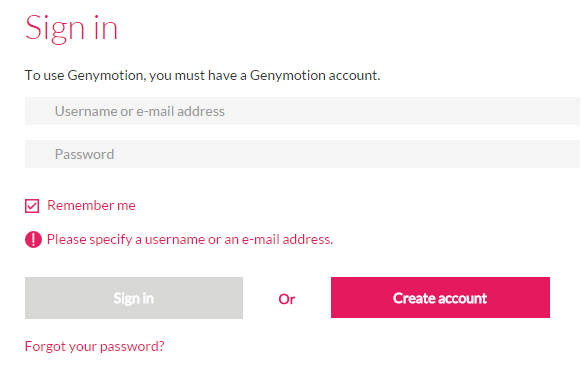 Sign in
To use Genymotion, you must have a Genymotion account.
Username or e-mail address
Password
Remember me
! Please specify a username or an e-mail address.
Sign in Or Create account
Forgot your password?